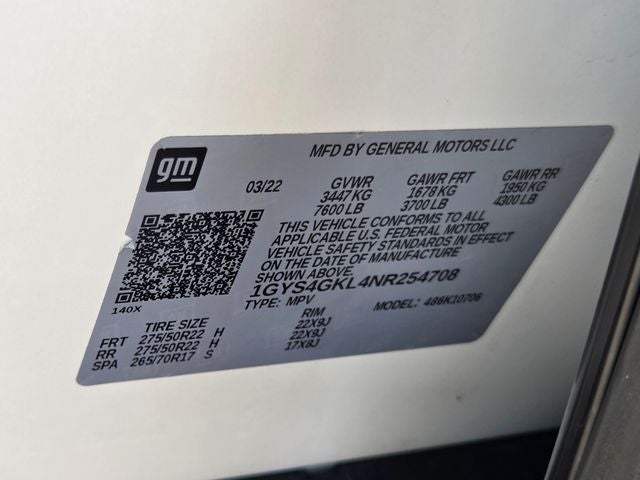 gm
MFD BY GENERAL MOTORS LLC
03/22 GVWR GAWR FRT GAWR RR
3447 KG 1678 KG 1950 KG
7600 LB 3700 LB 4300 LB
THIS VEHICLE CONFORMS TO ALL
APPLICABLE U.S. FEDERAL MOTOR
VEHICLE SAFETY STANDARDS IN EFFECT
ON THE DATE OF MANUFACTURE
SHOWN ABOVE.
1GYS4GKL4NR254708
140X
TYPE: MPV MODEL: 486K10706
TIRE SIZE RIM
FRT 275/50R22 H 22X9J
RR 275/50R22 H 22X9J
SPA 265/70R17 S 17X8J